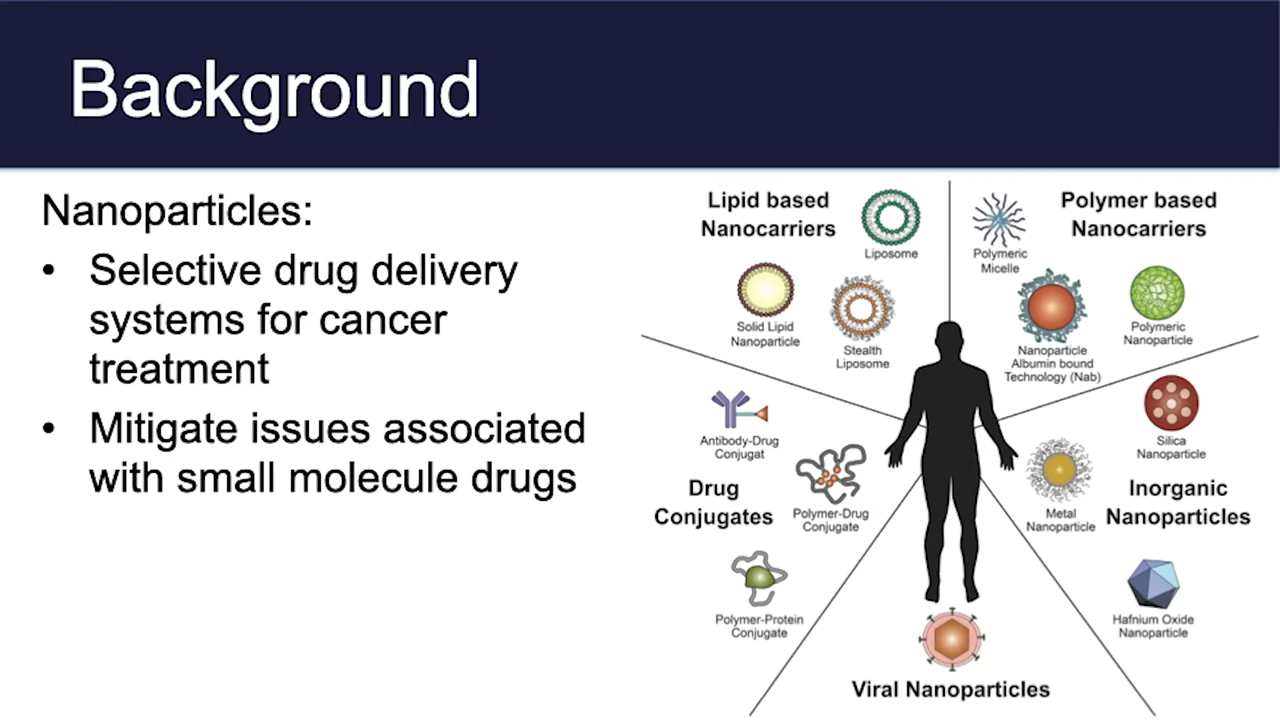 Background
Nanoparticles:
• Selective drug delivery
systems for cancer
treatment
• Mitigate issues associated
with small molecule drugs
Lipid based
Nanocarriers
Liposome
Solid Lipid
Nanoparticle
Stealth
Liposome
Polymer based
Nanocarriers
Polymeric
Micelle
Nanoparticle
Albumin bound
Technology (Nab)
Polymeric
Nanoparticle
Antibody-Drug
Conjugat
Drug
Conjugates
Polymer-Drug
Conjugate
Polymer-Protein
Conjugate
Silica
Nanoparticle
Metal
Nanoparticle
Inorganic
Nanoparticles
Hafnium Oxide
Nanoparticle
Viral Nanoparticles